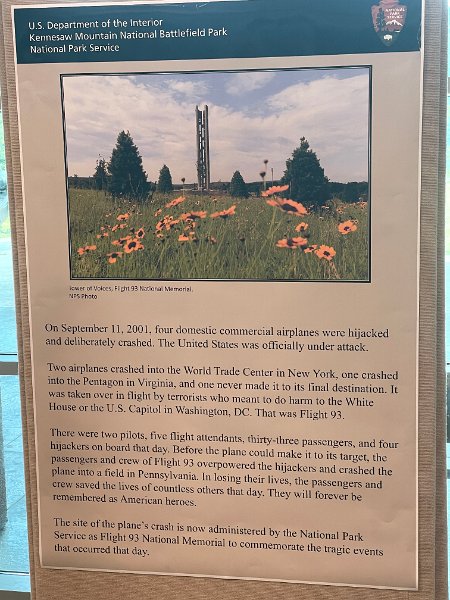 U.S. Department of the Interior
Kennesaw Mountain National Battlefield Park
National Park Service
NATIONAL
PARK
SERVICE
Tower of Voices, Flight 93 National Memorial.
NPS Photo
On September 11, 2001, four domestic commercial airplanes were hijacked
and deliberately crashed. The United States was officially under attack.
Two airplanes crashed into the World Trade Center in New York, one crashed
into the Pentagon in Virginia, and one never made it to its final destination. It
was taken over in flight by terrorists who meant to do harm to the White
House or the U.S. Capitol in Washington, DC. That was Flight 93.
There were two pilots, five flight attendants, thirty-three passengers, and four
hijackers on board that day. Before the plane could make it to its target, the
passengers and crew of Flight 93 overpowered the hijackers and crashed the
plane into a field in Pennsylvania. In losing their lives, the passengers and
crew saved the lives of countless others that day. They will forever be
remembered as American heroes.
The site of the plane's crash is now administered by the National Park
Service as Flight 93 National Memorial to commemorate the tragic events
that occurred that day.